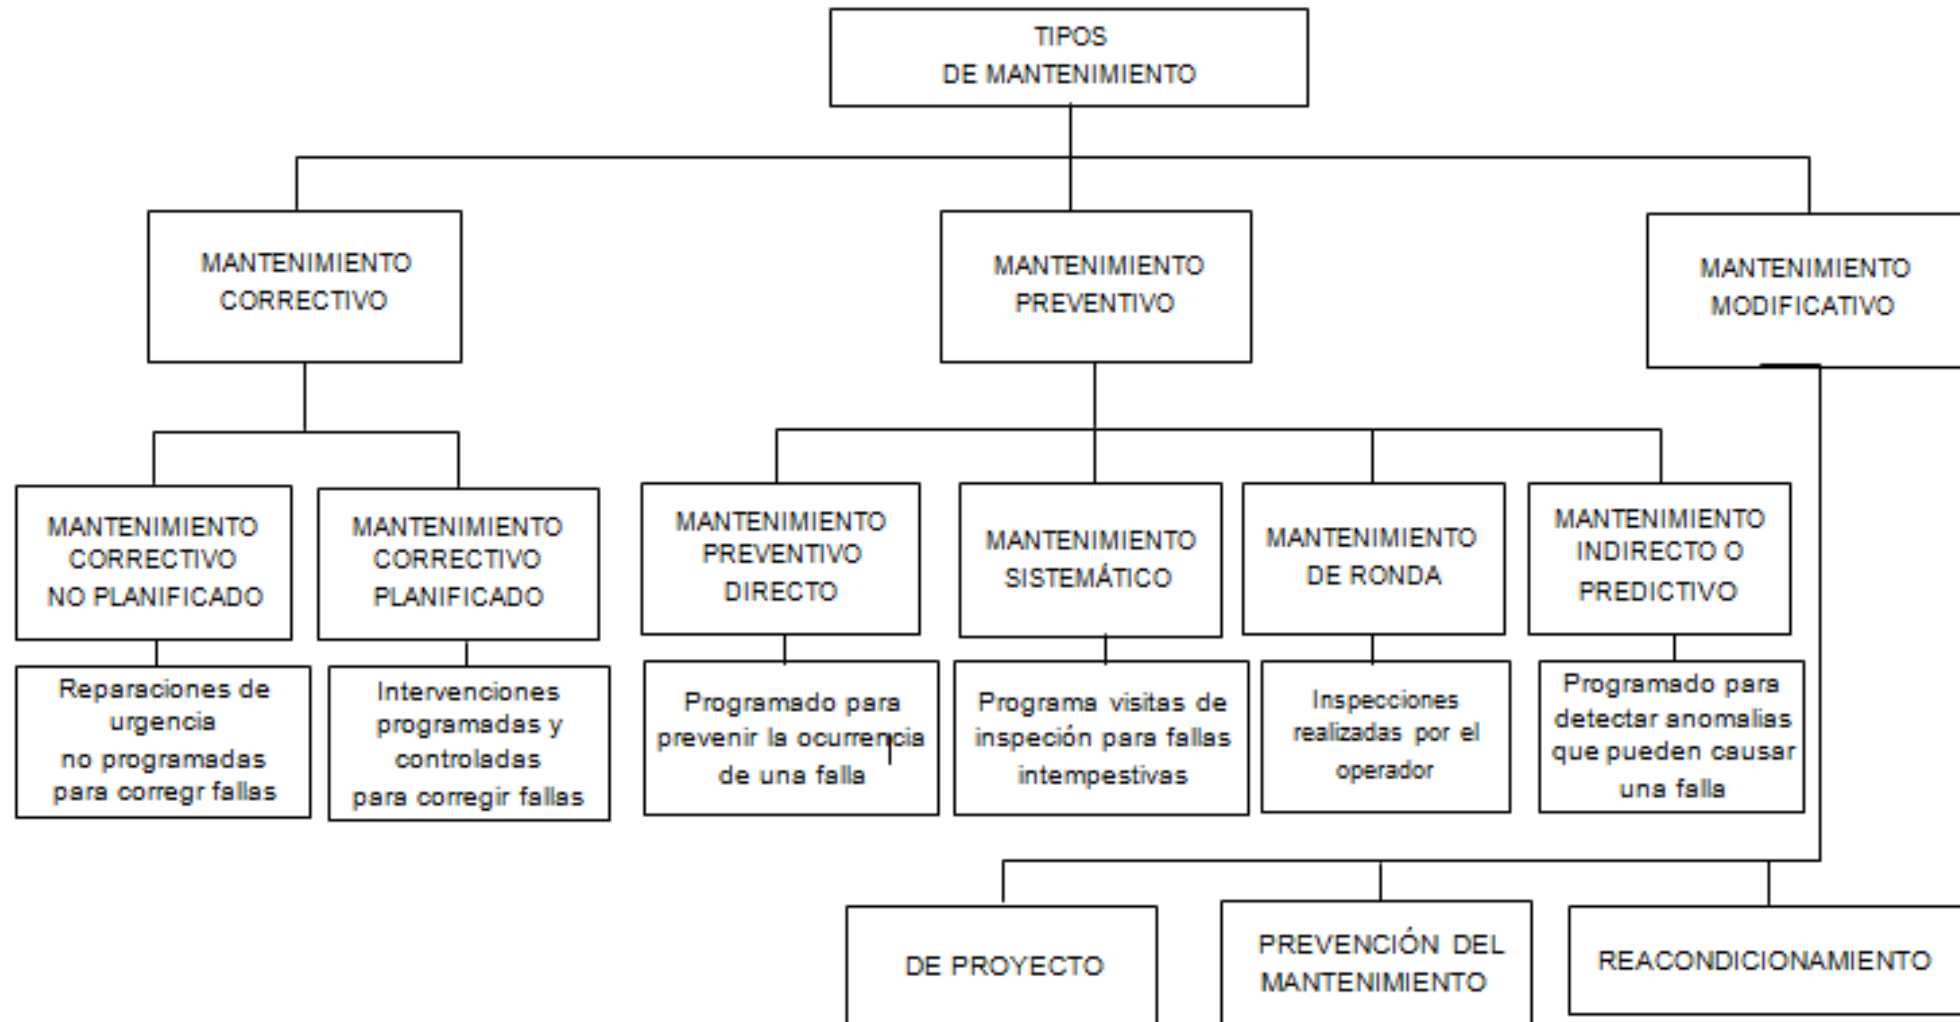 TIPOS
DE MANTENIMIENTO
MANTENIMIENTO
CORRECTIVO
MANTENIMIENTO
PREVENTIVO
MANTENIMIENTO
MODIFICATIVO
MANTENIMIENTO
CORRECTIVO
NO PLANIFICADO
MANTENIMIENTO
CORRECTIVO
PLANIFICADO
MANTENIMIENTO
PREVENTIVO
DIRECTO
MANTENIMIENTO
SISTEMÁTICO
MANTENIMIENTO
DE RONDA
MANTENIMIENTO
INDIRECTO O
PREDICTIVO
Reparaciones de
urgencia
no programadas
para corregr fallas
Intervenciones
programadas y
controladas
para corregir fallas
Programado para
prevenir la ocurrencia
de una falla
Programa visitas de
inspeción para fallas
intempestivas
Inspecciones
realizadas por el
operador
Programado para
detectar anomalias
que pueden causar
una falla
DE PROYECTO
PREVENCIÓN DEL
MANTENIMIENTO
REACONDICIONAMIENTO